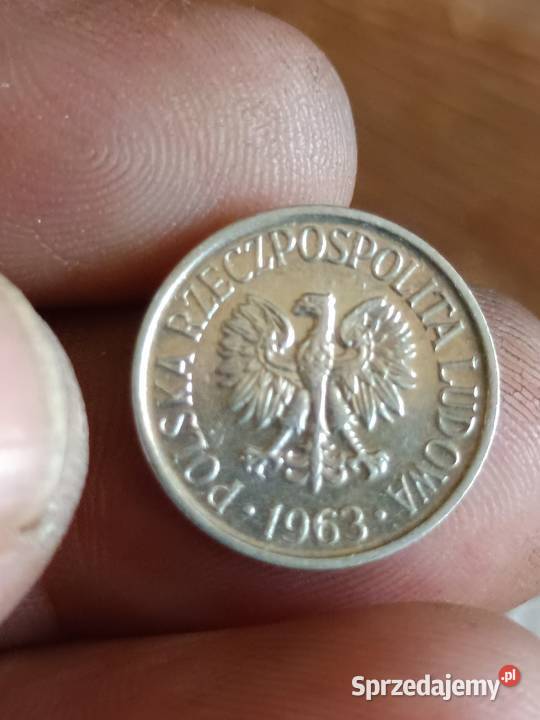 · POLSKA RZECZPOSPOLITA LUDOWA ·
1963
Sprzedajemy.pl